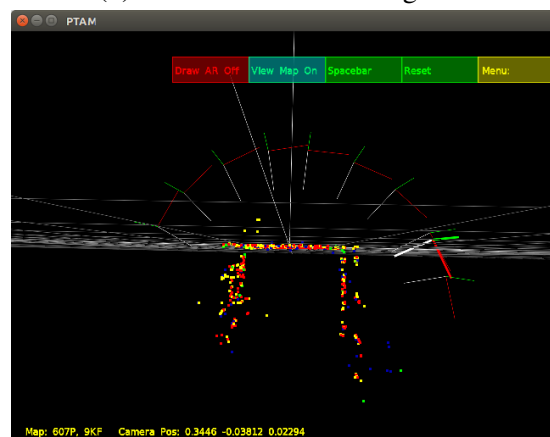 PTAM
Draw AR Off View Map On Spacebar Reset Menu:
Map: 607P, 9KF Camera Pos: 0.3446 -0.03812 0.02294